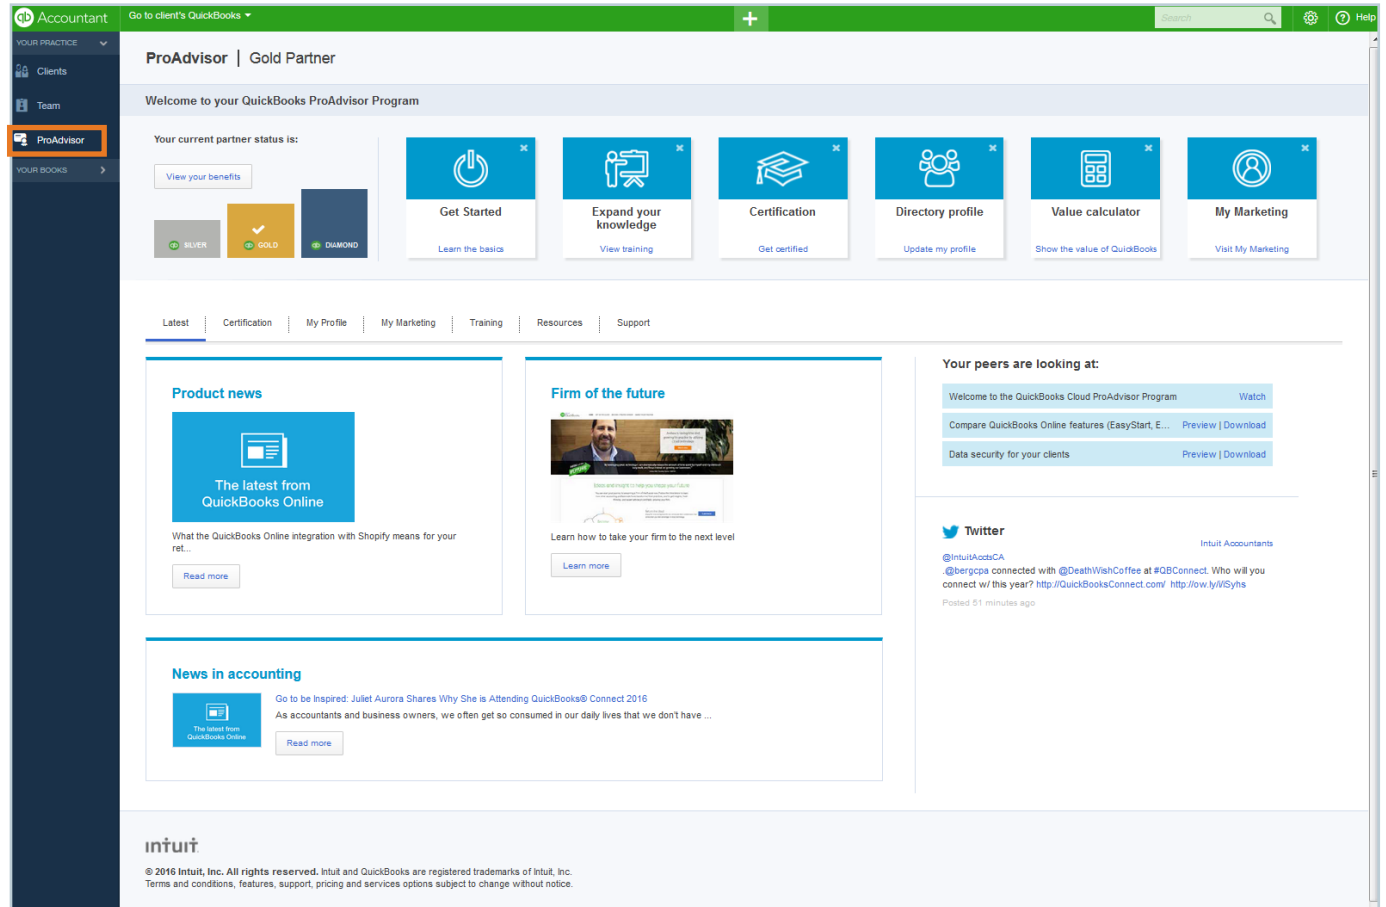 qb Accountant
Go to client's QuickBooks
Search
Help
YOUR PRACTICE
Clients
Team
ProAdvisor
YOUR BOOKS
ProAdvisor | Gold Partner
Welcome to your QuickBooks ProAdvisor Program
Your current partner status is:
View your benefits
qb SILVER
qb GOLD
qb DIAMOND
Get Started
Learn the basics
Expand your
knowledge
View training
Certification
Get certified
Directory profile
Update my profile
Value calculator
Show the value of QuickBooks
My Marketing
Visit My Marketing
Latest
Certification
My Profile
My Marketing
Training
Resources
Support
Product news
The latest from
QuickBooks Online
What the QuickBooks Online integration with Shopify means for your
ret...
Read more
Firm of the future
Learn how to take your firm to the next level
Learn more
Your peers are looking at:
Welcome to the QuickBooks Cloud ProAdvisor Program Watch
Compare QuickBooks Online features (EasyStart, E... Preview | Download
Data security for your clients Preview | Download
Twitter
Intuit Accountants
@IntuitAcctsCA
.@bergcpa connected with @DeathWishCoffee at #QBConnect. Who will you
connect w/ this year? http://QuickBooksConnect.com/
Posted 51 minutes ago
News in accounting
The latest from
QuickBooks Online
Go to be Inspired: Juliet Aurora Shares Why She is Attending QuickBooks® Connect 2016
As accountants and business owners, we often get so consumed in our daily lives that we don't have ...
Read more
intuit
© 2016 Intuit, Inc. All rights reserved. Intuit and QuickBooks are registered trademarks of Intuit, Inc.
Terms and conditions, features, support, pricing and services options subject to change without notice.